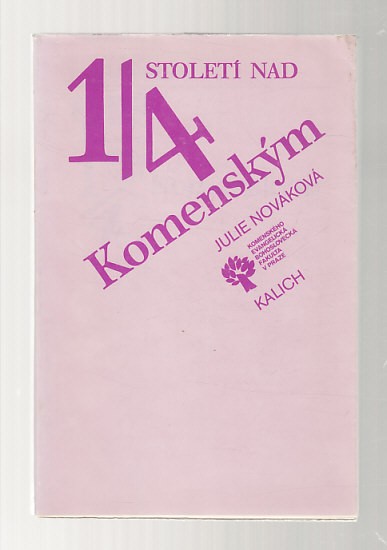 1/4 STOLETÍ NAD
Komenským
JULIE NOVÁKOVÁ
KOMENSKÉHO
EVANGELICKÁ
BOHOSLOVECKÁ
FAKULTA
V PRAZE
KALICH